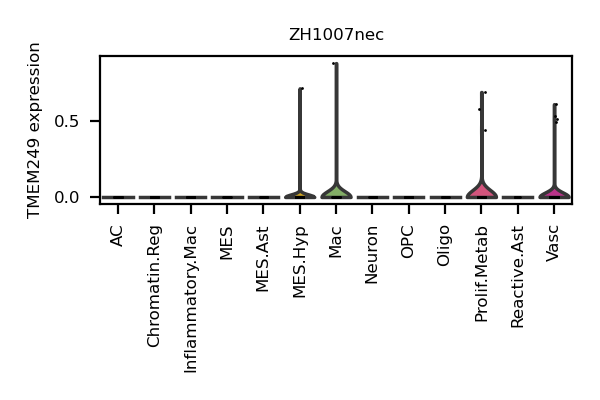 ZH1007nec
TMEM249 expression
0.5
0.0
AC
Chromatin.Reg
Inflammatory.Mac
MES
MES.Ast
MES.Hyp
Mac
Neuron
OPC
Oligo
Prolif.Metab
Reactive.Ast
Vasc